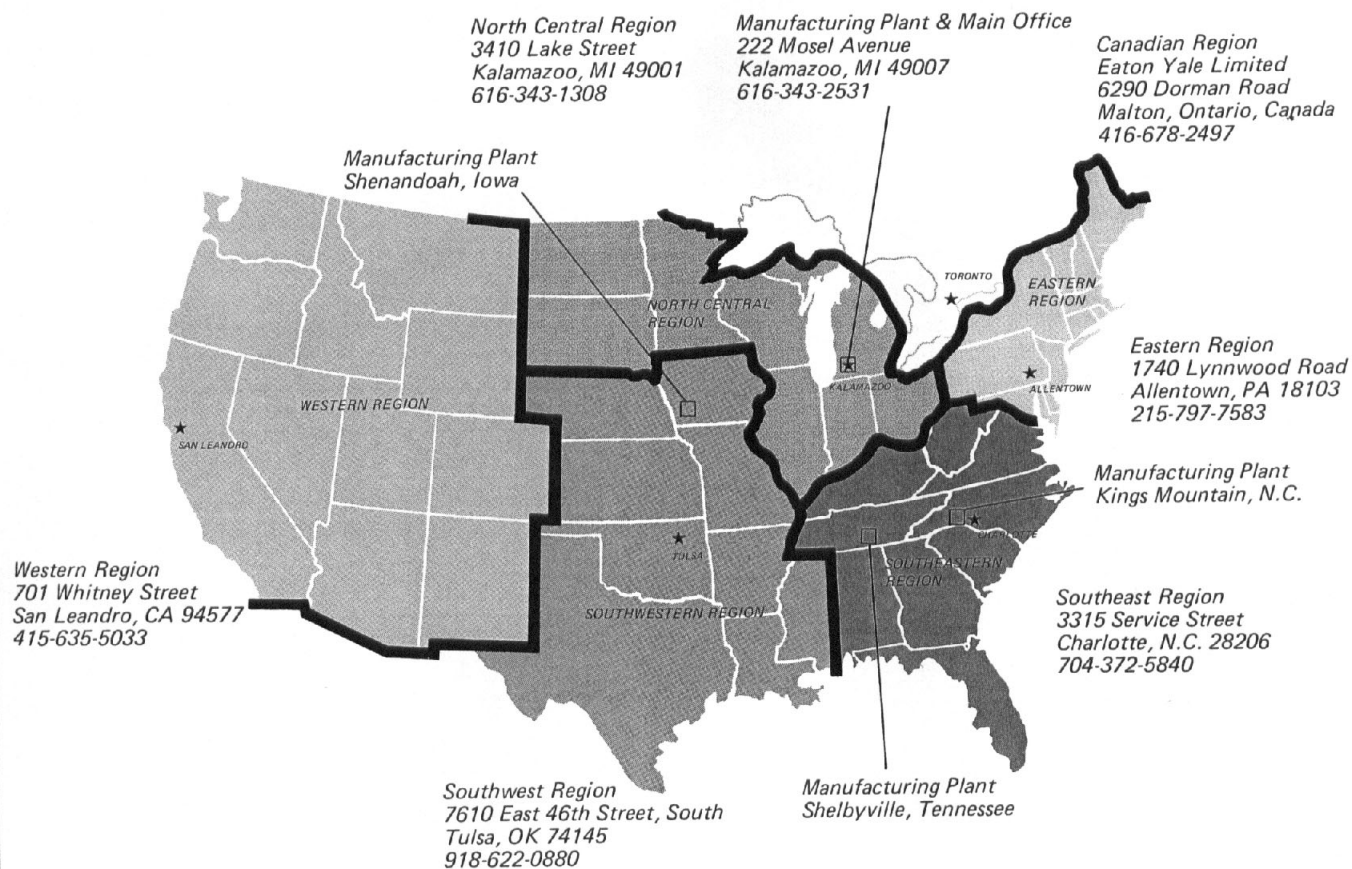 North Central Region
3410 Lake Street
Kalamazoo, MI 49001
616-343-1308
Manufacturing Plant & Main Office
222 Mosel Avenue
Kalamazoo, MI 49007
616-343-2531
Canadian Region
Eaton Yale Limited
6290 Dorman Road
Malton, Ontario, Canada
416-678-2497
Manufacturing Plant
Shenandoah, Iowa
TORONTO
EASTERN
REGION
NORTH CENTRAL
REGION
Eastern Region
1740 Lynnwood Road
Allentown, PA 18103
215-797-7583
KALAMAZOO
ALLENTOWN
WESTERN REGION
SAN LEANDRO
Manufacturing Plant
Kings Mountain, N.C.
CHARLOTTE
TULSA
SOUTHEASTERN
REGION
Western Region
701 Whitney Street
San Leandro, CA 94577
415-635-5033
SOUTHWESTERN REGION
Southeast Region
3315 Service Street
Charlotte, N.C. 28206
704-372-5840
Southwest Region
7610 East 46th Street, South
Tulsa, OK 74145
918-622-0880
Manufacturing Plant
Shelbyville, Tennessee